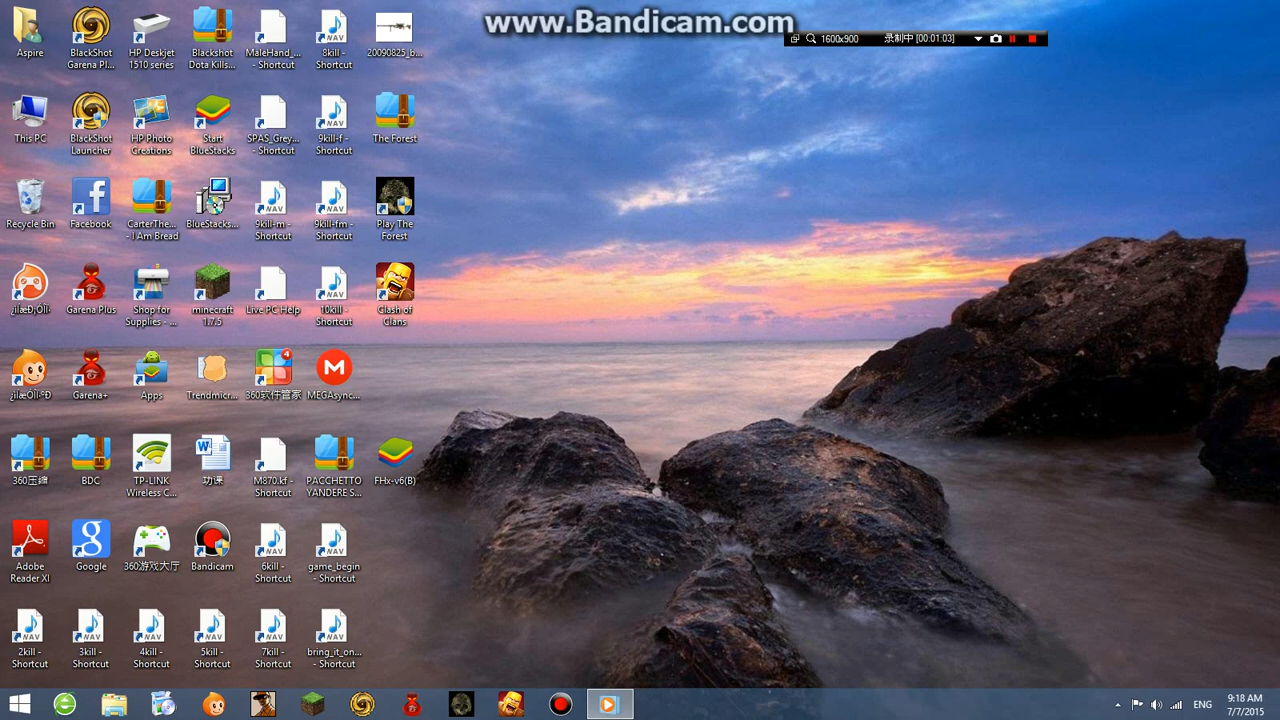 www.Bandicam.com
1600x900 录制中 [00:01:03]
Aspire
BlackShot
Garena Pl...
HP Deskjet
1510 series
Blackshot
Dota Kills...
MaleHand_...
- Shortcut
8kill -
Shortcut
20090825_b...
This PC
BlackShot
Launcher
HP Photo
Creations
Start
BlueStacks
SPAS_Grey...
- Shortcut
9kill-f -
Shortcut
The Forest
Recycle Bin
Facebook
CarterThe...
- I Am Bread
BlueStacks...
9kill-m -
Shortcut
9kill-fm -
Shortcut
Play The
Forest
Garena Plus
Shop for
Supplies - ...
minecraft
1.7.5
Live PC Help
10kill -
Shortcut
Clash of
Clans
Garena+
Apps
Trendmicr...
360软件管家
MEGAsync...
360压缩
BDC
TP-LINK
Wireless C...
功课
M870.kf -
Shortcut
PACCHETTO
YANDERE S...
FHx-v6(B)
Adobe
Reader XI
Google
360游戏大厅
Bandicam
6kill -
Shortcut
game_begin
- Shortcut
2kill -
Shortcut
3kill -
Shortcut
4kill -
Shortcut
5kill -
Shortcut
7kill -
Shortcut
bring_it_on...
- Shortcut
ENG
9:18 AM
7/7/2015